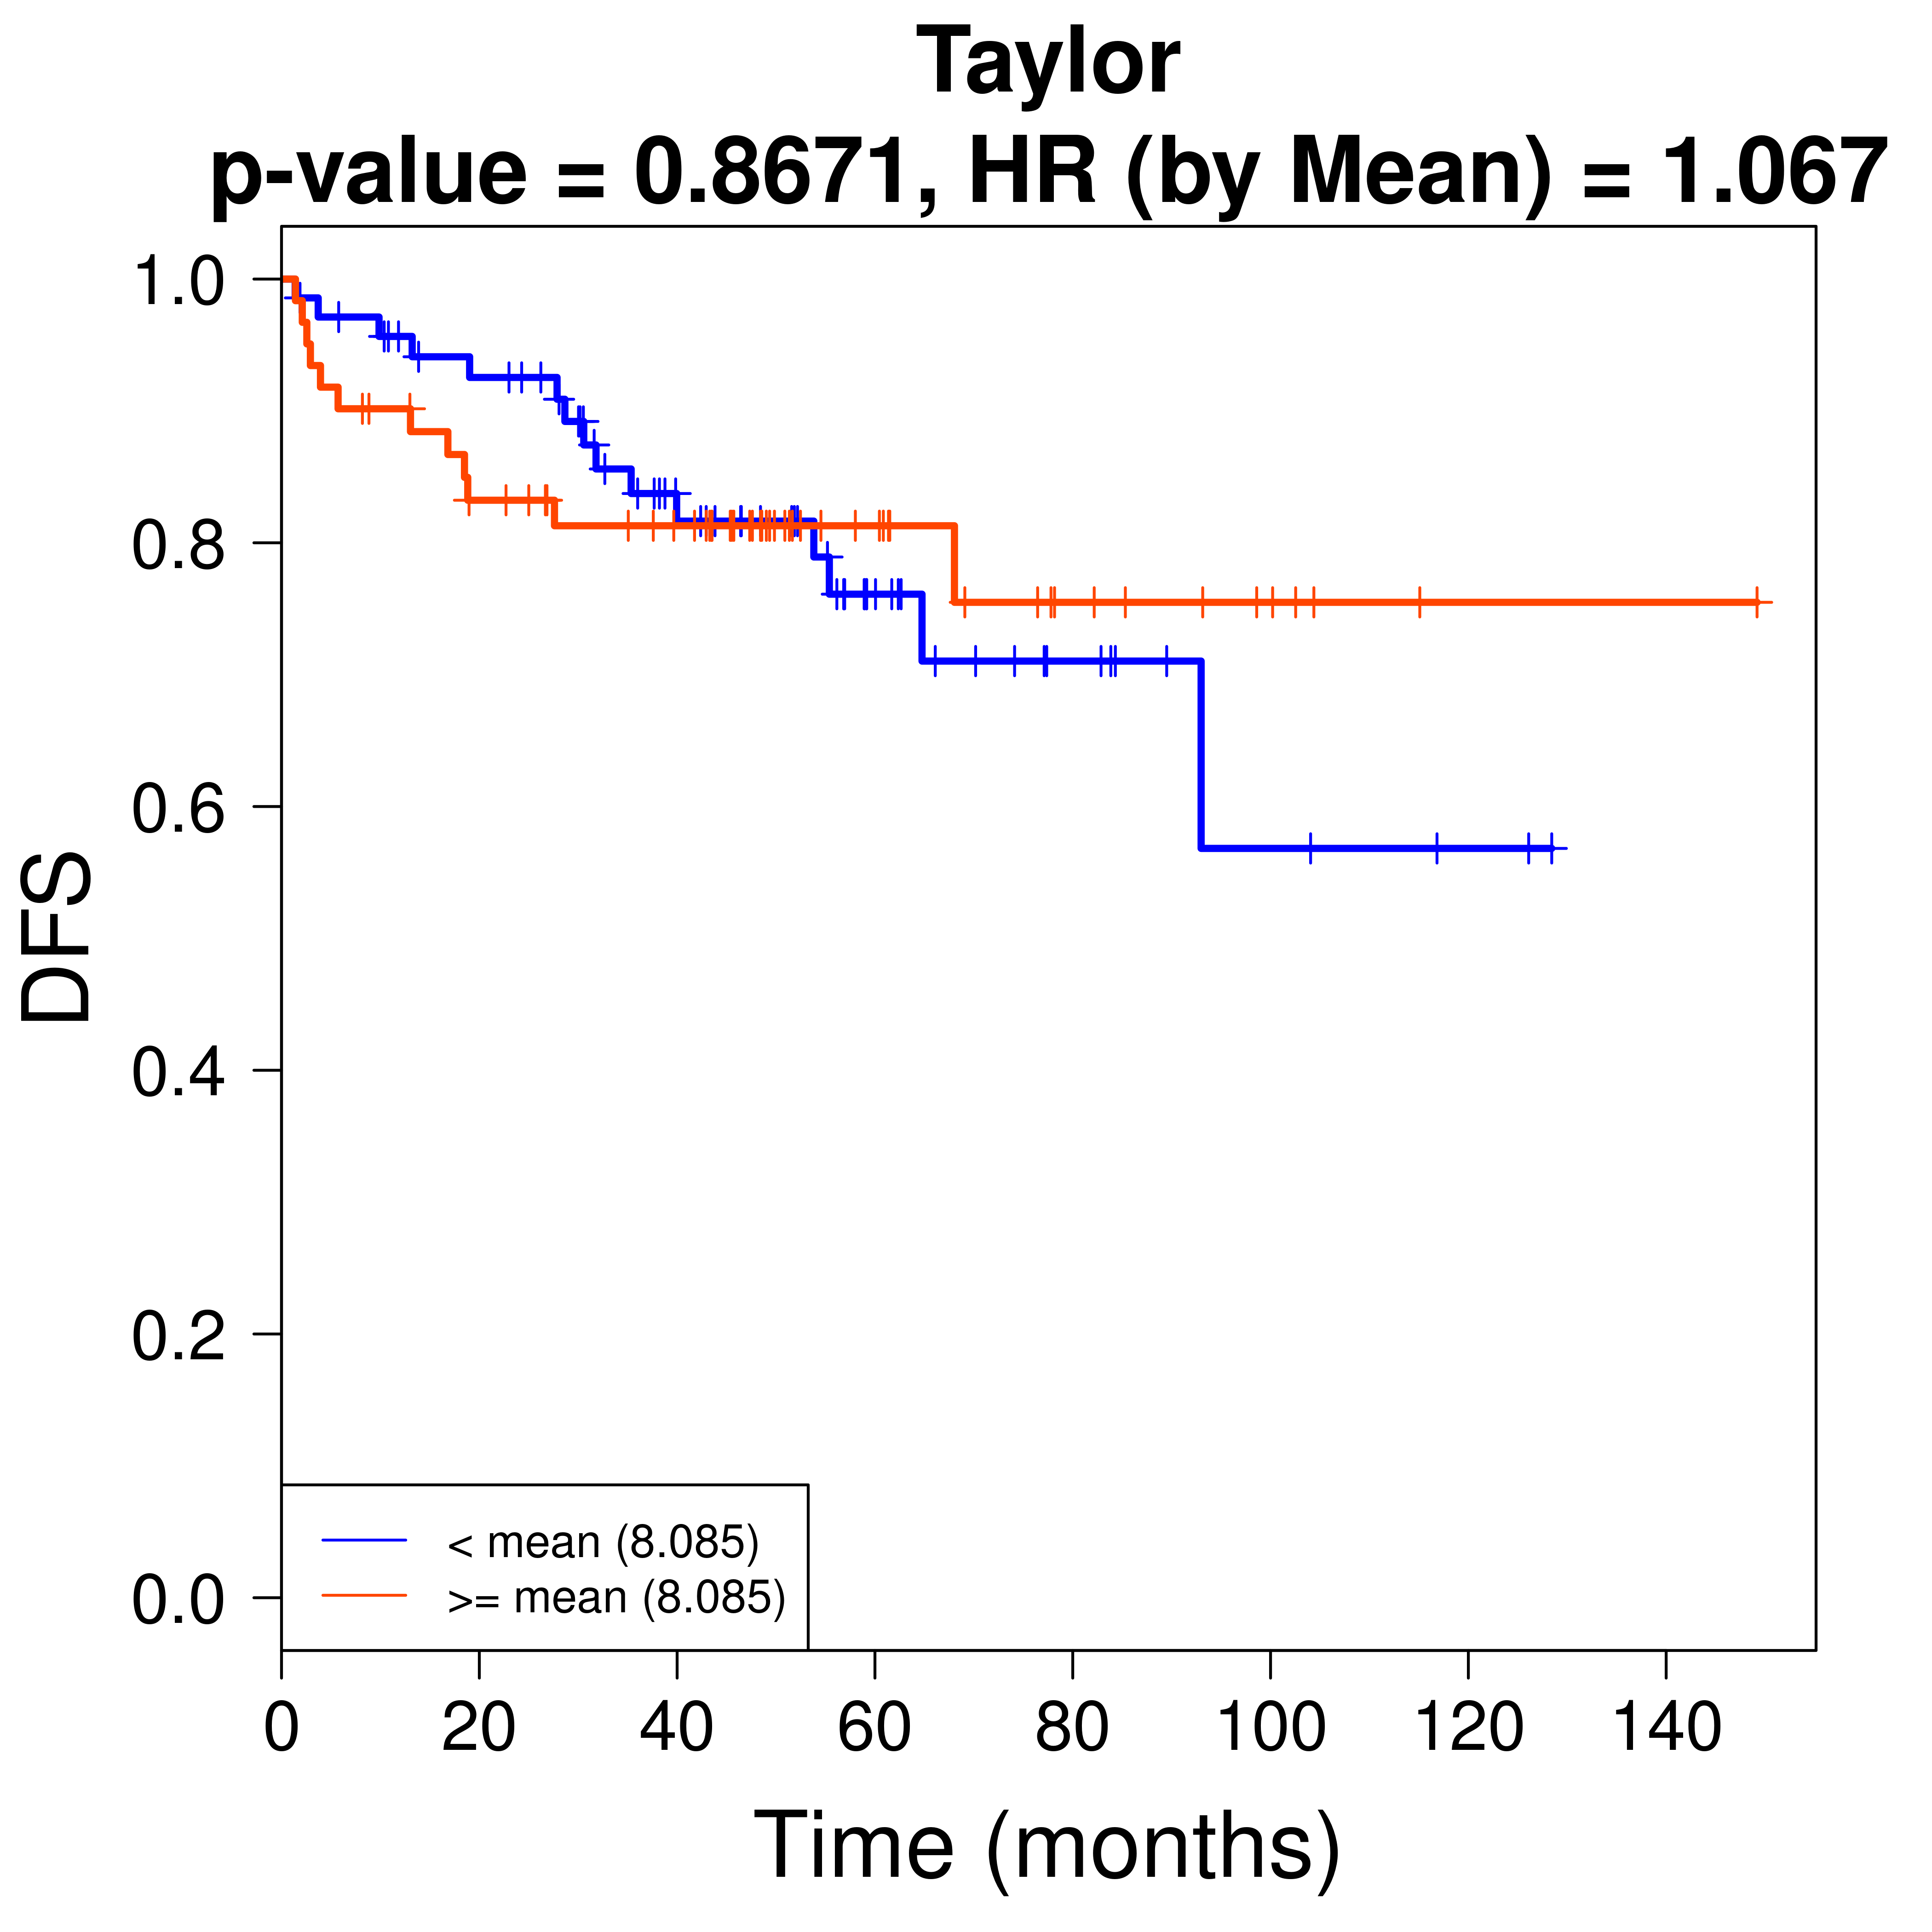 Taylor
p-value = 0.8671, HR (by Mean) = 1.067
1.0
0.8
0.6
0.4
0.2
0.0
DFS
< mean (8.085)
>= mean (8.085)
0 20 40 60 80 100 120 140
Time (months)